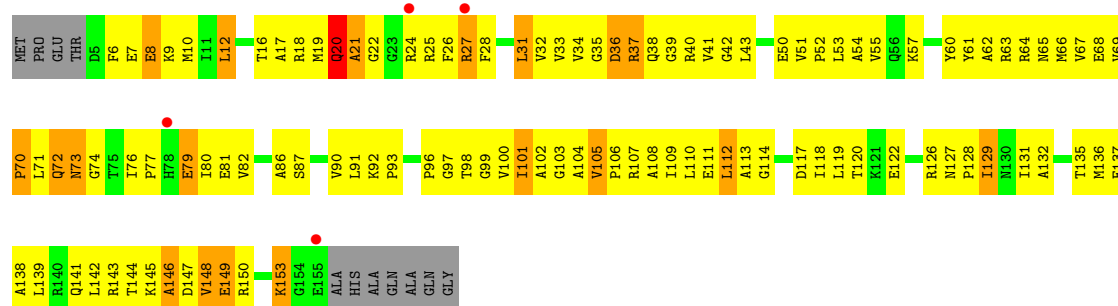 MET PRO GLU THR D5 F6 E7 E8 K9 M10 I11 L12 T16 A17 R18 M19 Q20 A21 G22 G23 R24 R25 F26 R27 F28 L31 V32 V33 V34 G35 D36 R37 Q38 G39 R40 V41 G42 L43 E50 V51 P52 L53 A54 V55 Q56 K57 Y60 Y61 A62 R63 R64 N65 M66 V67 E68 V69
P70 L71 Q72 N73 G74 T75 I76 P77 H78 E79 I80 E81 V82 A86 S87 V90 L91 K92 P93 P96 G97 T98 G99 V100 I101 A102 G103 A104 V105 P106 R107 A108 I109 L110 E111 L112 A113 G114 D117 I118 L119 T120 K121 E122 R126 N127 P128 I129 N130 I131 A132 T135 M136 E137
A138 L139 R140 Q141 L142 R143 T144 K145 A146 D147 V148 E149 R150 K153 G154 E155 ALA HIS ALA GLN ALA GLN GLY